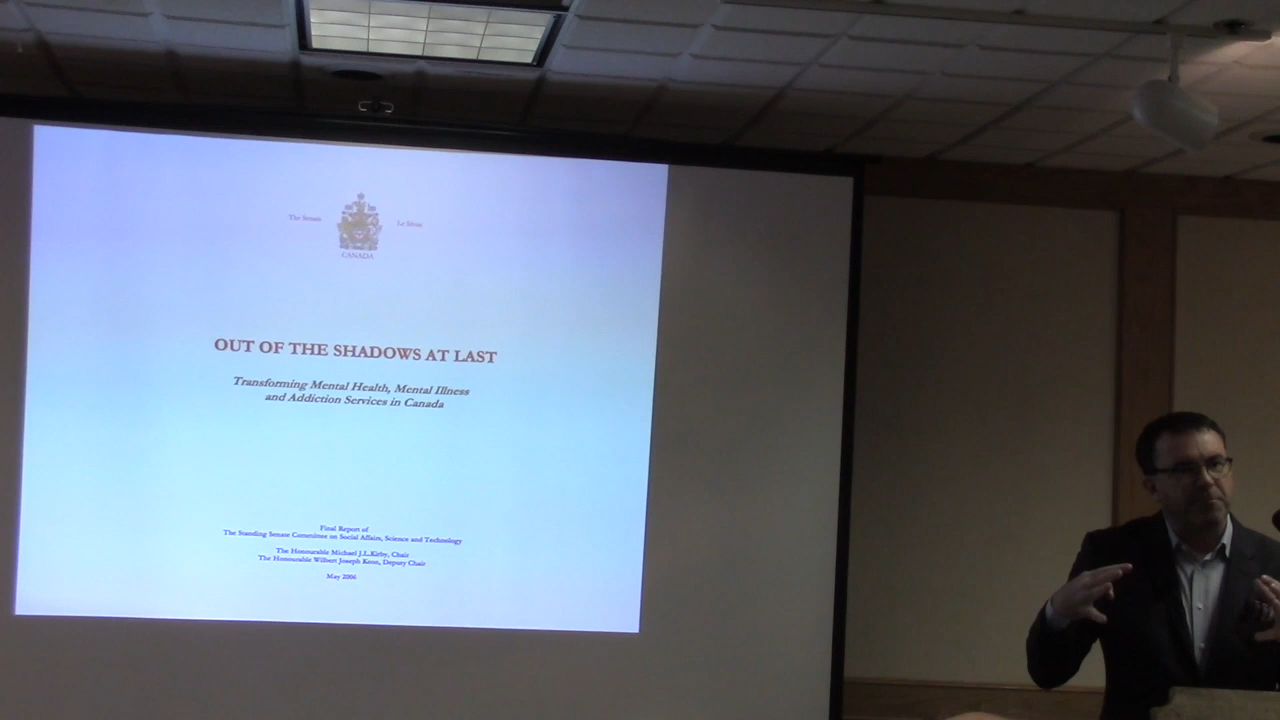 The Senate
Le Sénat
CANADA
OUT OF THE SHADOWS AT LAST
Transforming Mental Health, Mental Illness
and Addiction Services in Canada
Final Report of
The Standing Senate Committee on Social Affairs, Science and Technology
The Honourable Michael J.L.Kirby, Chair
The Honourable Wilbert Joseph Keon, Deputy Chair
May 2006